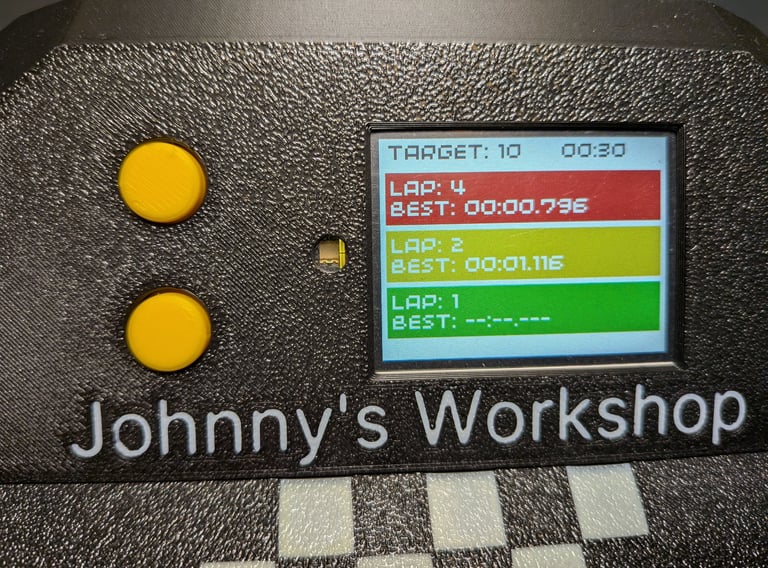 TARGET: 10 00:30
LAP: 4
BEST: 00:00.796
LAP: 2
BEST: 00:01.116
LAP: 1
BEST: --:--.---
Johnny's Workshop